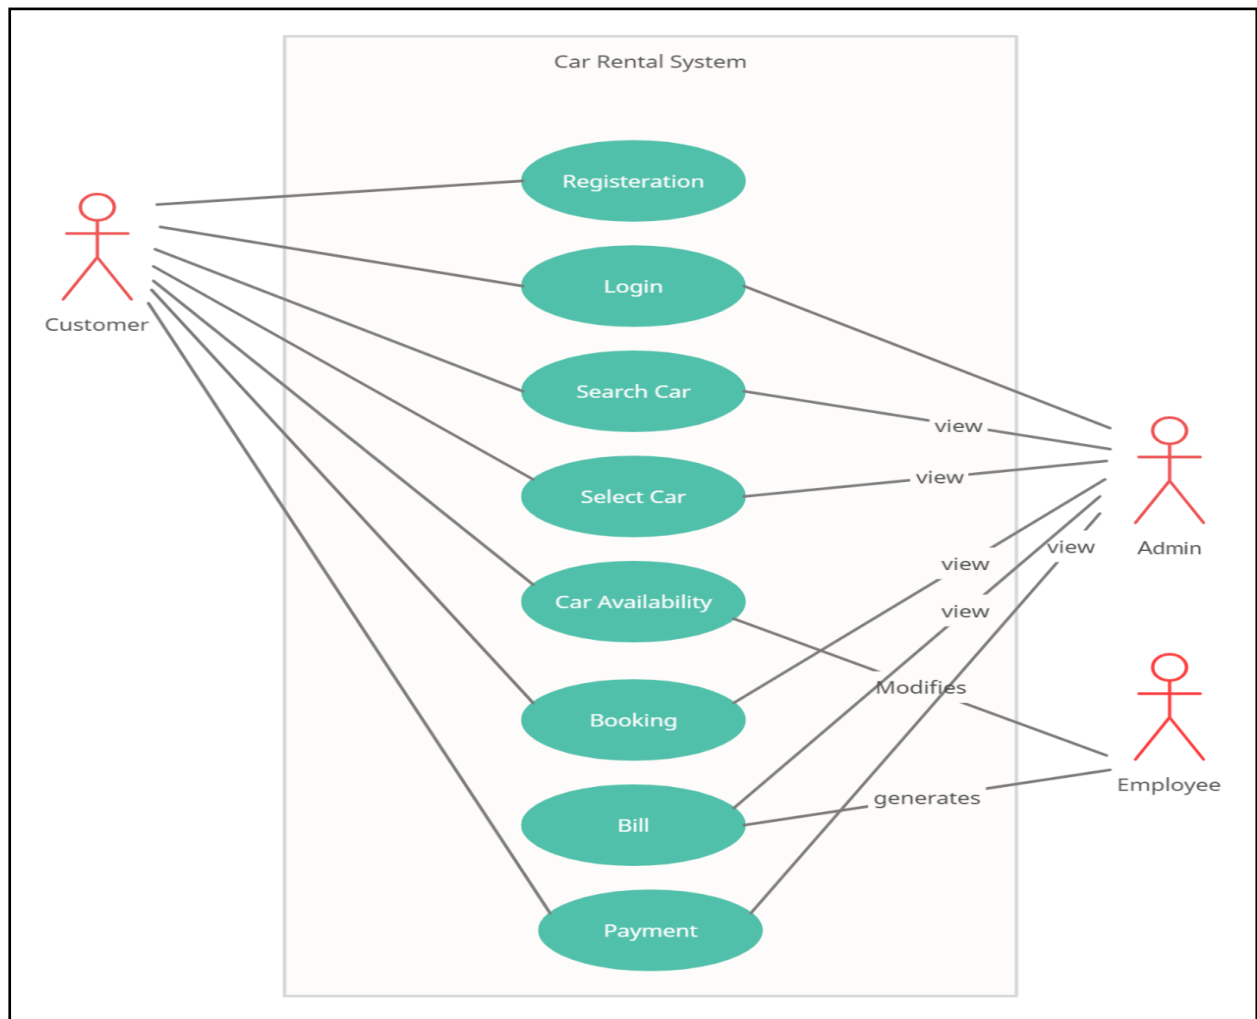 Car Rental System
Registeration
Login
Search Car
Select Car
Car Availability
Booking
Bill
Payment
Customer
view
view
view
view
view
Modifies
generates
Admin
Employee